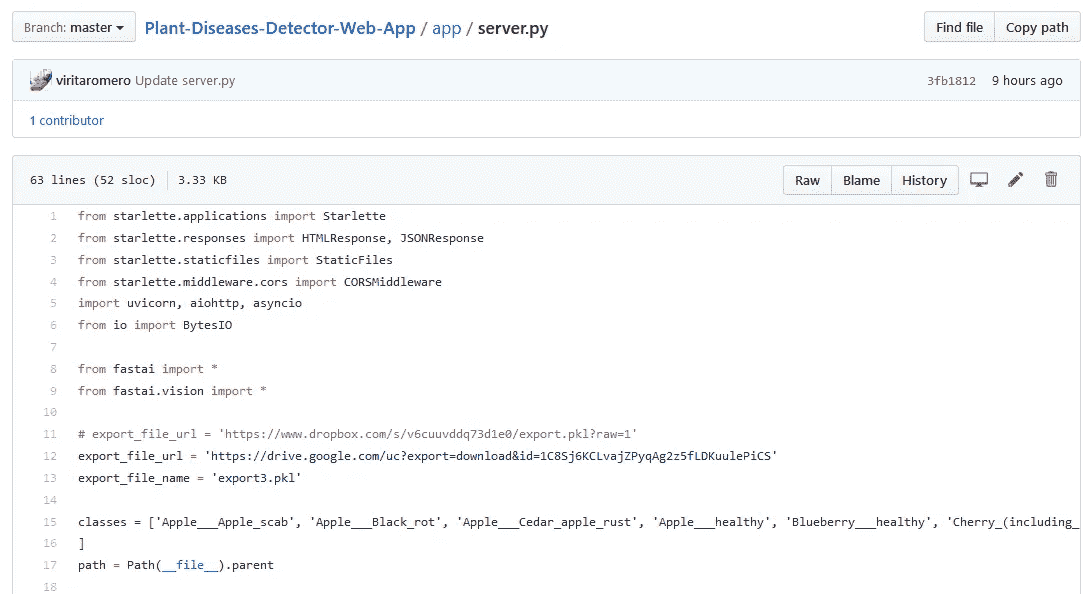 Branch: master
Plant-Diseases-Detector-Web-App / app / server.py
Find file
Copy path
viritaromero Update server.py
3fb1812 9 hours ago
1 contributor
63 lines (52 sloc) 3.33 KB
Raw Blame History
1 from starlette.applications import Starlette
2 from starlette.responses import HTMLResponse, JSONResponse
3 from starlette.staticfiles import StaticFiles
4 from starlette.middleware.cors import CORSMiddleware
5 import uvicorn, aiohttp, asyncio
6 from io import BytesIO
7
8 from fastai import *
9 from fastai.vision import *
10
11 # export_file_url = 'https://www.dropbox.com/s/v6cuuvddq73d1e0/export.pkl?raw=1'
12 export_file_url = 'https://drive.google.com/uc?export=download&id=1C8Sj6KCLvajZPyqAg2z5fLDKuulePiCS'
13 export_file_name = 'export3.pkl'
14
15 classes = ['Apple___Apple_scab', 'Apple___Black_rot', 'Apple___Cedar_apple_rust', 'Apple___healthy', 'Blueberry___healthy', 'Cherry_(including_
16 ]
17 path = Path(__file__).parent
18